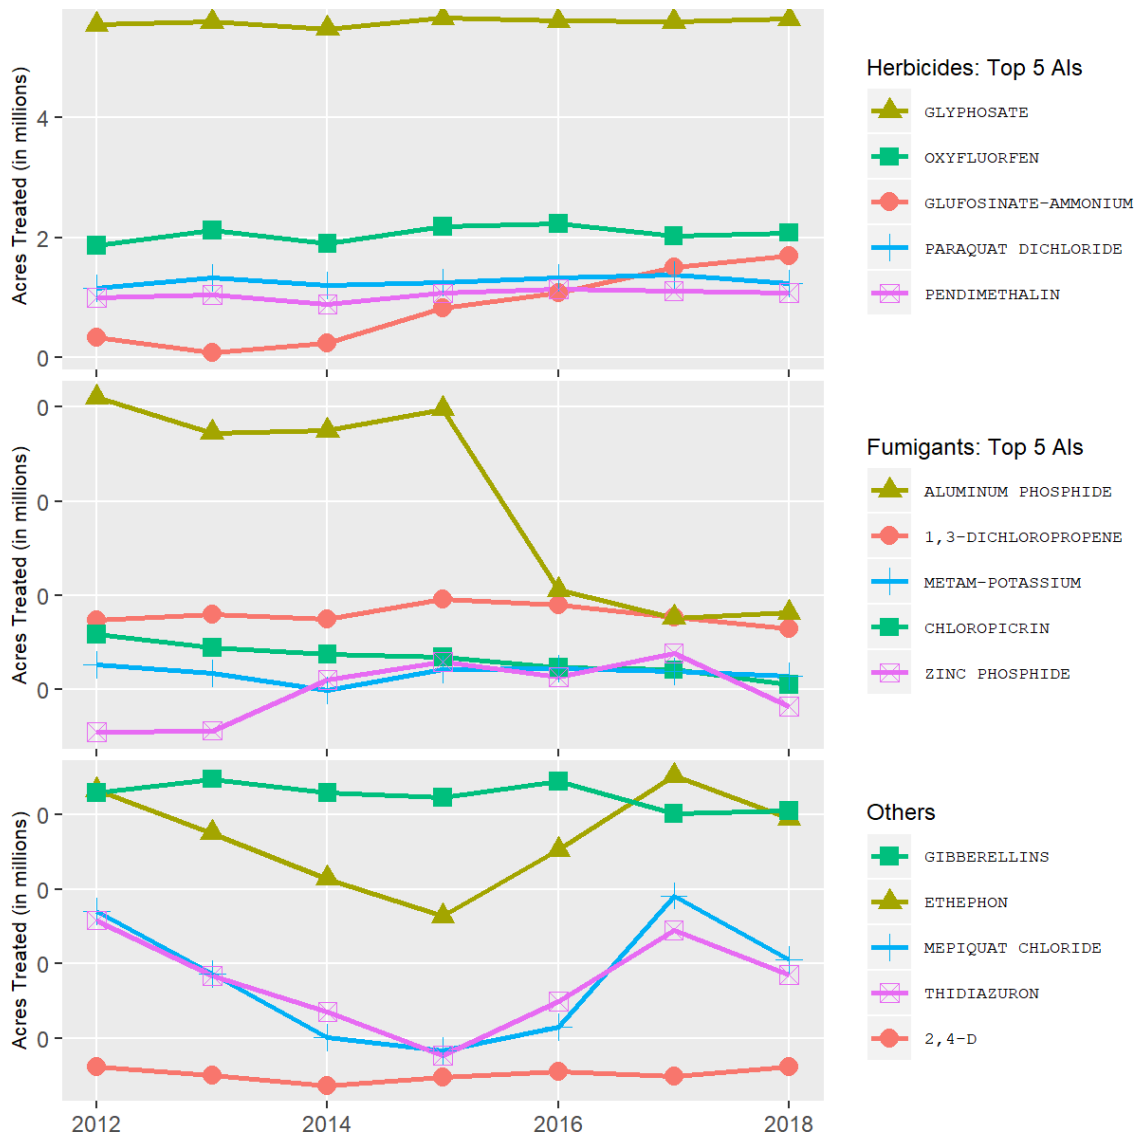 Acres Treated (in millions)
4
2
0
Herbicides: Top 5 AIs
GLYPHOSATE
OXYFLUORFEN
GLUFOSINATE-AMMONIUM
PARAQUAT DICHLORIDE
PENDIMETHALIN
Acres Treated (in millions)
0
0
0
0
Fumigants: Top 5 AIs
ALUMINUM PHOSPHIDE
1,3-DICHLOROPROPENE
METAM-POTASSIUM
CHLOROPICRIN
ZINC PHOSPHIDE
Acres Treated (in millions)
0
0
0
0
Others
GIBBERELLINS
ETHEPHON
MEPIQUAT CHLORIDE
THIDIAZURON
2,4-D
2012
2014
2016
2018